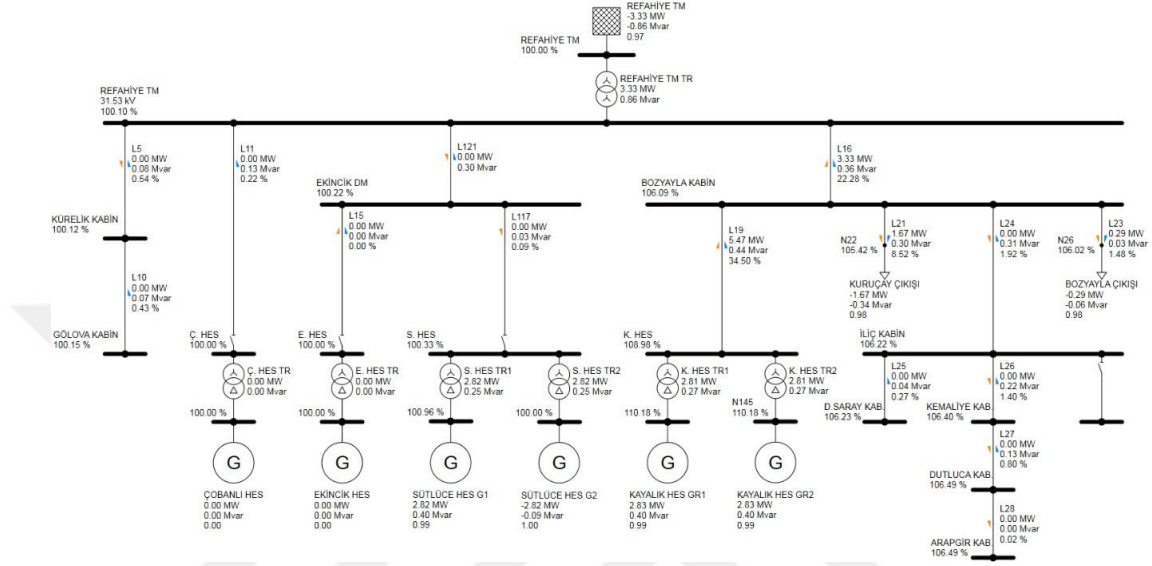 REFAHİYE TM
-3.33 MW
-0.86 Mvar
0.97
REFAHİYE TM
100.00 %
REFAHİYE TM TR
3.33 MW
0.86 Mvar
REFAHİYE TM
31.53 kV
100.10 %
L5
0.00 MW
0.08 Mvar
0.54 %
L11
0.00 MW
0.13 Mvar
0.22 %
L121
0.00 MW
0.30 Mvar
L16
3.33 MW
0.36 Mvar
22.28 %
EKİNCİK DM
100.22 %
BOZYAYLA KABİN
106.09 %
KÜRELİK KABİN
100.12 %
L15
0.00 MW
0.00 Mvar
0.00 %
L117
0.00 MW
0.03 Mvar
0.09 %
L19
5.47 MW
0.44 Mvar
34.50 %
N22
105.42 %
L21
1.67 MW
0.30 Mvar
8.52 %
L24
0.00 MW
0.31 Mvar
1.92 %
N26
106.02 %
L23
0.29 MW
0.03 Mvar
1.48 %
L10
0.00 MW
0.07 Mvar
0.43 %
KURUÇAY ÇIKIŞI
-1.67 MW
-0.34 Mvar
0.98
BOZYAYLA ÇIKIŞI
-0.29 MW
-0.06 Mvar
0.98
GÖLOVA KABİN
100.15 %
Ç. HES
100.00 %
E. HES
100.00 %
S. HES
100.33 %
K. HES
108.98 %
İLİÇ KABİN
106.22 %
Ç. HES TR
0.00 MW
0.00 Mvar
E. HES TR
0.00 MW
0.00 Mvar
S. HES TR1
2.82 MW
0.25 Mvar
S. HES TR2
2.82 MW
0.25 Mvar
K. HES TR1
2.81 MW
0.27 Mvar
K. HES TR2
2.81 MW
0.27 Mvar
L25
0.00 MW
0.04 Mvar
0.27 %
L26
0.00 MW
0.22 Mvar
1.40 %
100.00 %
100.00 %
100.96 %
100.00 %
110.18 %
N145
110.18 %
D.SARAY KAB.
106.23 %
KEMALİYE KAB.
106.40 %
G
G
G
G
G
G
L27
0.00 MW
0.13 Mvar
0.80 %
DUTLUCA KAB.
106.49 %
ÇOBANLI HES
0.00 MW
0.00 Mvar
0.00
EKİNCİK HES
0.00 MW
0.00 Mvar
0.00
SÜTLÜCE HES G1
2.82 MW
0.40 Mvar
0.99
SÜTLÜCE HES G2
-2.82 MW
-0.09 Mvar
1.00
KAYALIK HES GR1
2.83 MW
0.40 Mvar
0.99
KAYALIK HES GR2
2.83 MW
0.40 Mvar
0.99
L28
0.00 MW
0.00 Mvar
0.02 %
ARAPGİR KAB.
106.49 %